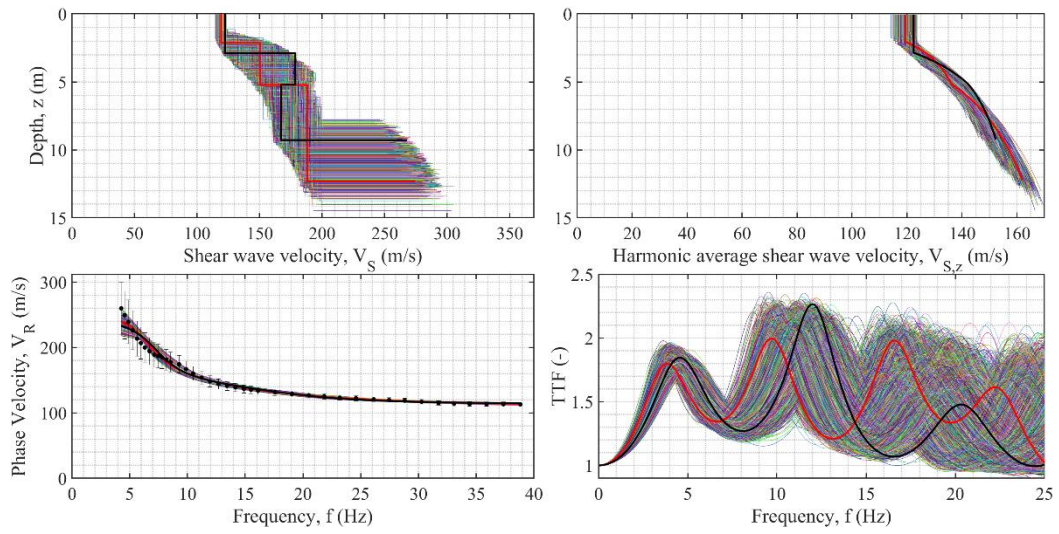 0
5
10
15
Depth, z (m)
0 50 100 150 200 250 300 350
Shear wave velocity, V_S (m/s)
0
5
10
15
0 20 40 60 80 100 120 140 160
Harmonic average shear wave velocity, V_S,z (m/s)
300
200
100
0
Phase Velocity, V_R (m/s)
0 5 10 15 20 25 30 35 40
Frequency, f (Hz)
2.5
2
1.5
1
TTF (-)
0 5 10 15 20 25
Frequency, f (Hz)